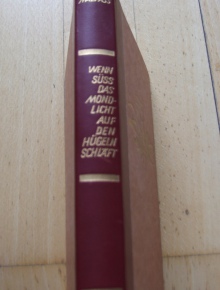 WENN
SÜSS
DAS
MOND-
LICHT
AUF
DEN
HÜGELN
SCHLÄFT